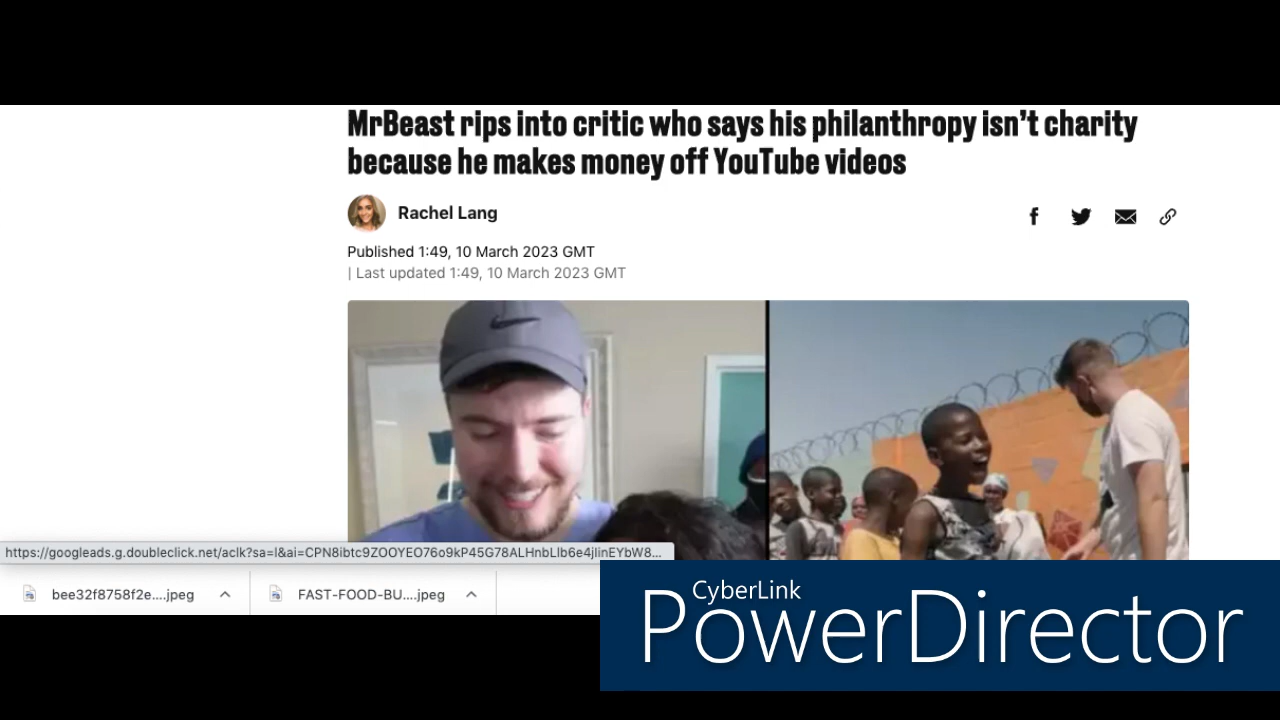 MrBeast rips into critic who says his philanthropy isn't charity
because he makes money off YouTube videos
Rachel Lang
Published 1:49, 10 March 2023 GMT
| Last updated 1:49, 10 March 2023 GMT
https://googleads.g.doubleclick.net/aclk?sa=l&ai=CPN8ibtc9ZOOYEO76o9kP45G78ALHnbLlb6e4jlinEYbW8...
bee32f8758f2e....jpeg
FAST-FOOD-BU....jpeg
CyberLink
PowerDirector